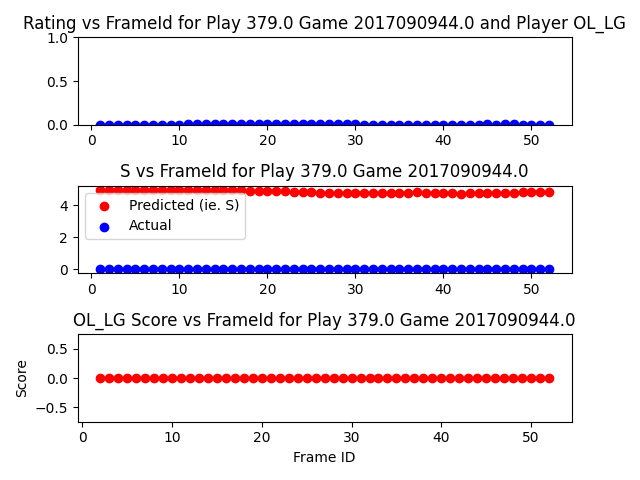 Rating vs FrameId for Play 379.0 Game 2017090944.0 and Player OL_LG
1.0
0.5
0.0
0 10 20 30 40 50
S vs FrameId for Play 379.0 Game 2017090944.0
4
2
0
Predicted (ie. S)
Actual
0 10 20 30 40 50
OL_LG Score vs FrameId for Play 379.0 Game 2017090944.0
Score
0.5
0.0
−0.5
0 10 20 30 40 50
Frame ID